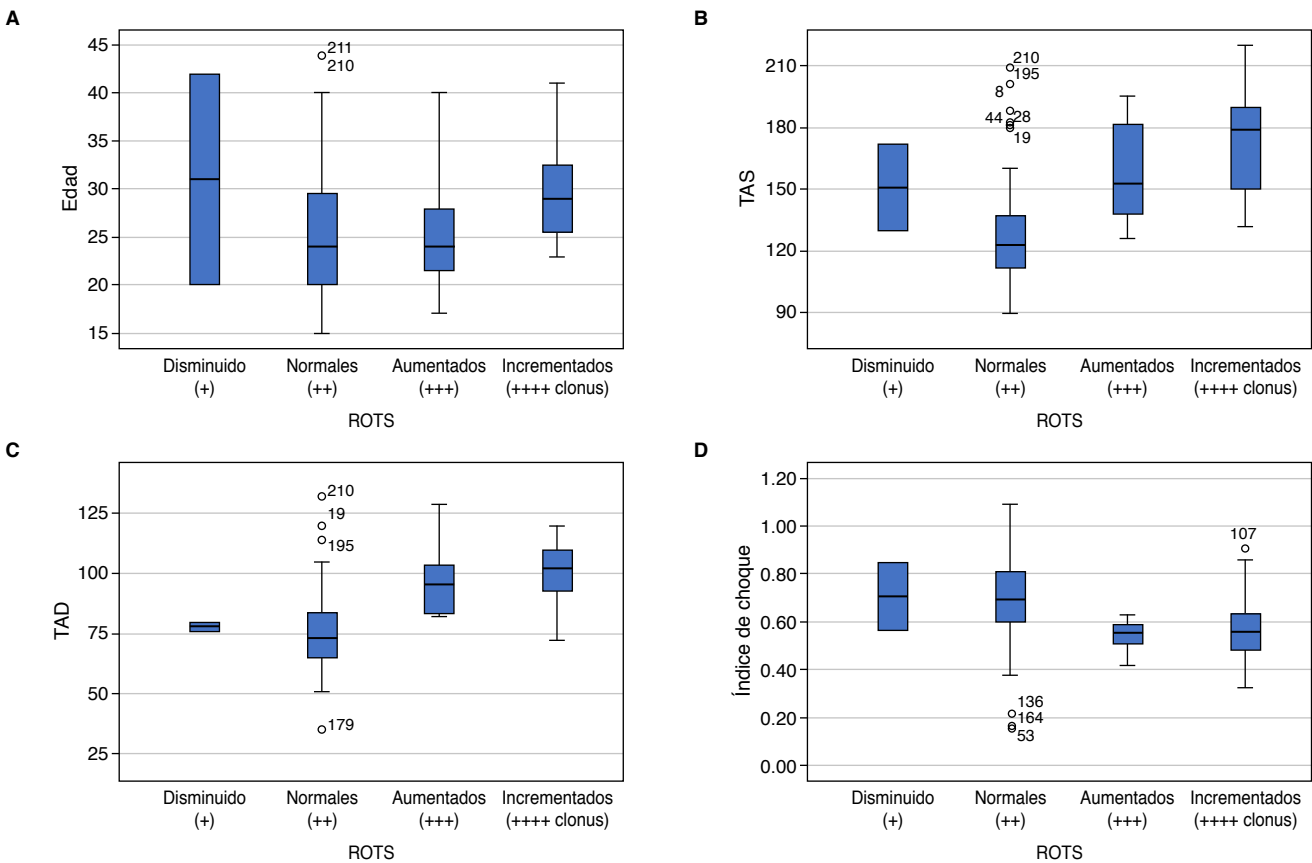 A
Edad
45
40
35
30
25
20
15
211
210
Disminuido
(+)
Normales
(++)
Aumentados
(+++)
Incrementados
(++++ clonus)
ROTS
B
TAS
210
180
150
120
90
210
195
8
44
28
19
Disminuido
(+)
Normales
(++)
Aumentados
(+++)
Incrementados
(++++ clonus)
ROTS
C
TAD
125
100
75
50
25
210
19
195
179
Disminuido
(+)
Normales
(++)
Aumentados
(+++)
Incrementados
(++++ clonus)
ROTS
D
Índice de choque
1.20
1.00
0.80
0.60
0.40
0.20
0.00
107
136
164
53
Disminuido
(+)
Normales
(++)
Aumentados
(+++)
Incrementados
(++++ clonus)
ROTS